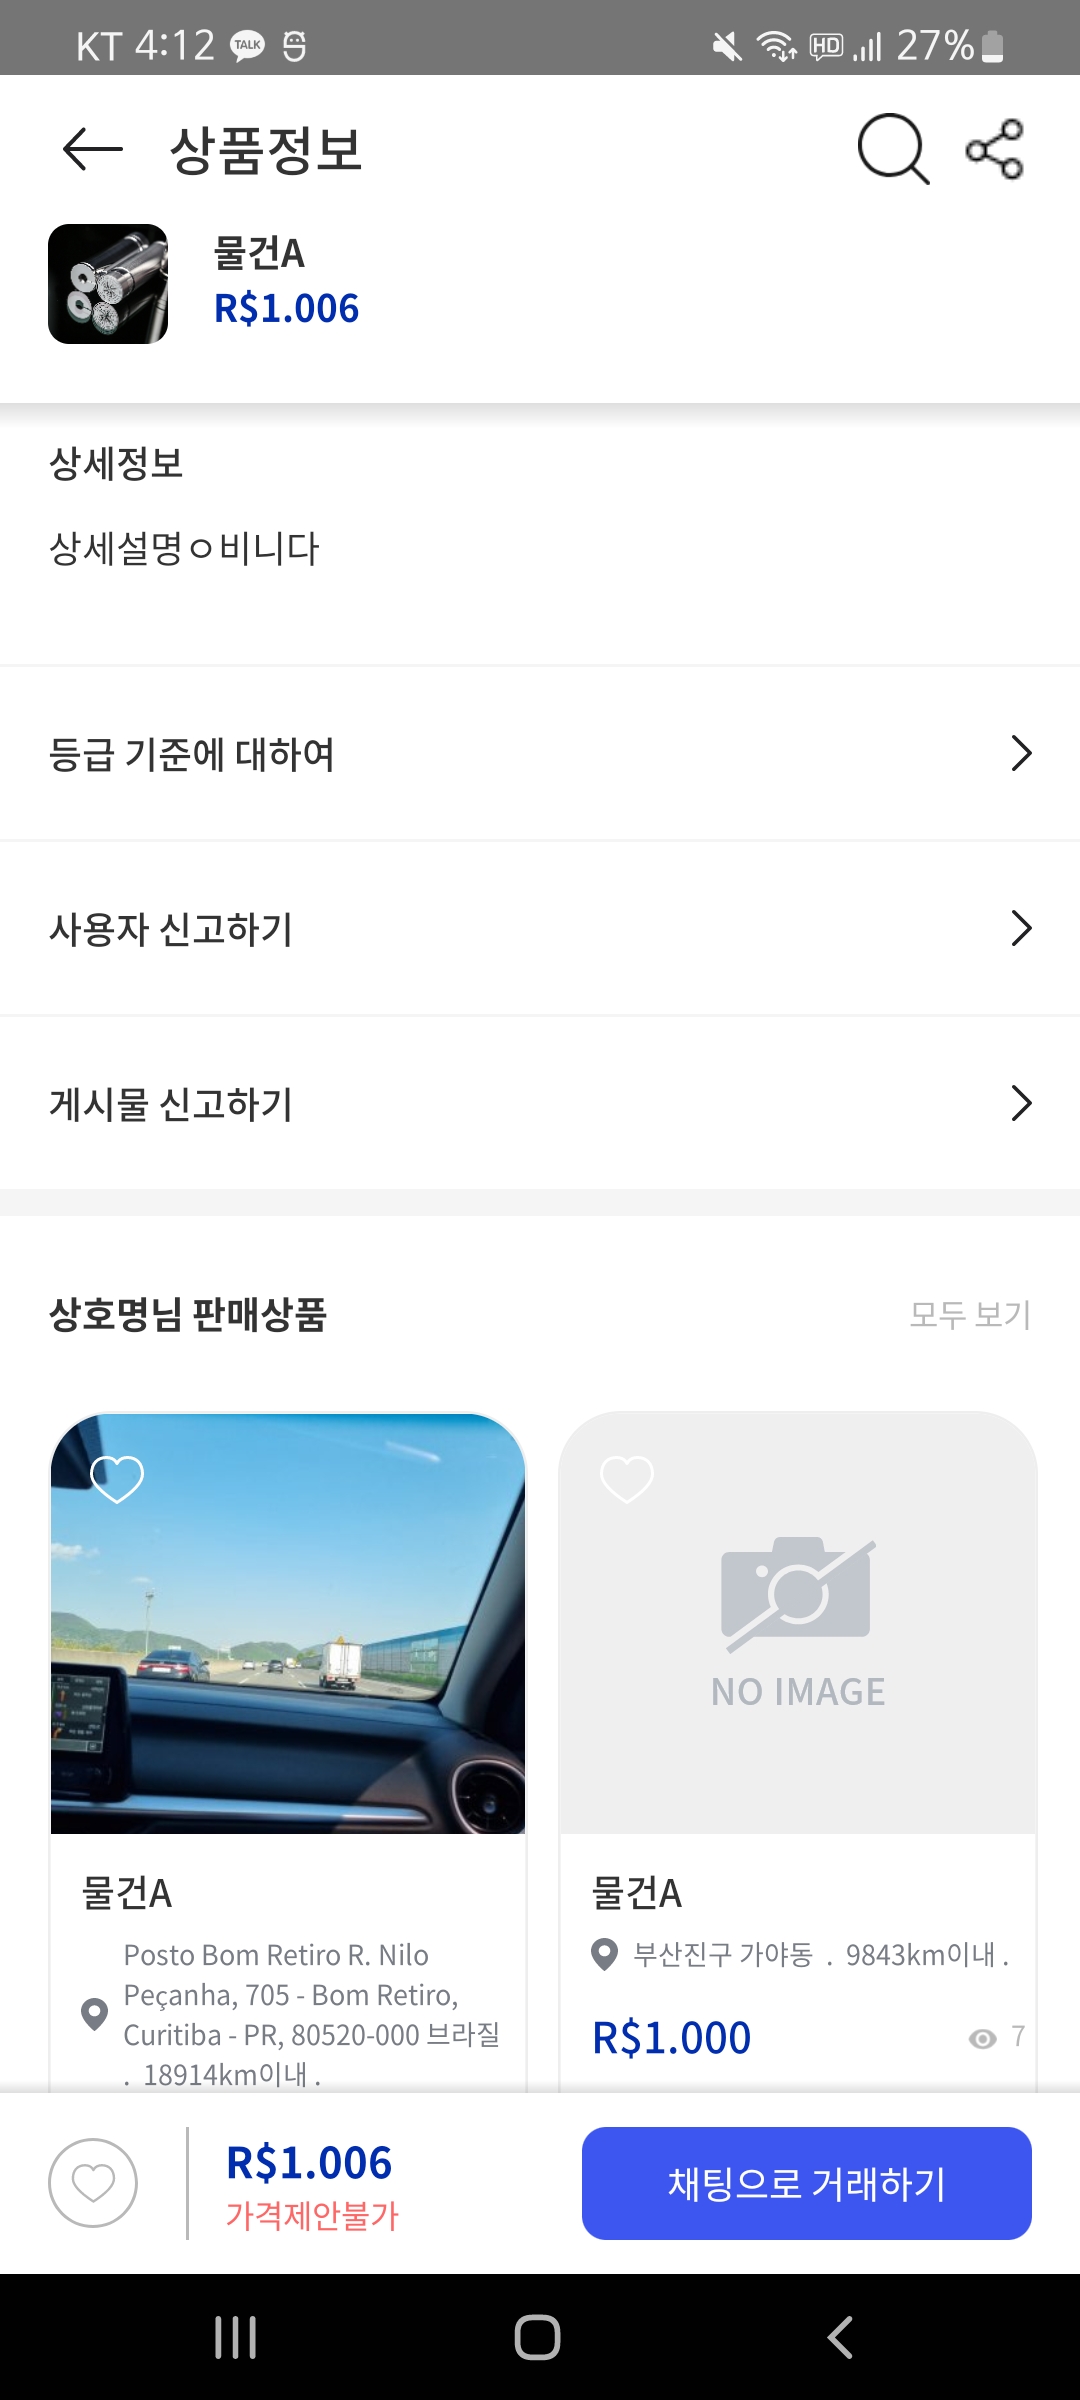 KT 4:12 TALK HD 27%
상품정보
물건A
R$1.006
상세정보
상세설명ㅇ비니다
등급 기준에 대하여
사용자 신고하기
게시물 신고하기
상호명님 판매상품
모두 보기
NO IMAGE
물건A
Posto Bom Retiro R. Nilo
Peçanha, 705 - Bom Retiro,
Curitiba - PR, 80520-000 브라질
. 18914km이내 .
물건A
부산진구 가야동 . 9843km이내 .
R$1.000
7
R$1.006
가격제안불가
채팅으로 거래하기